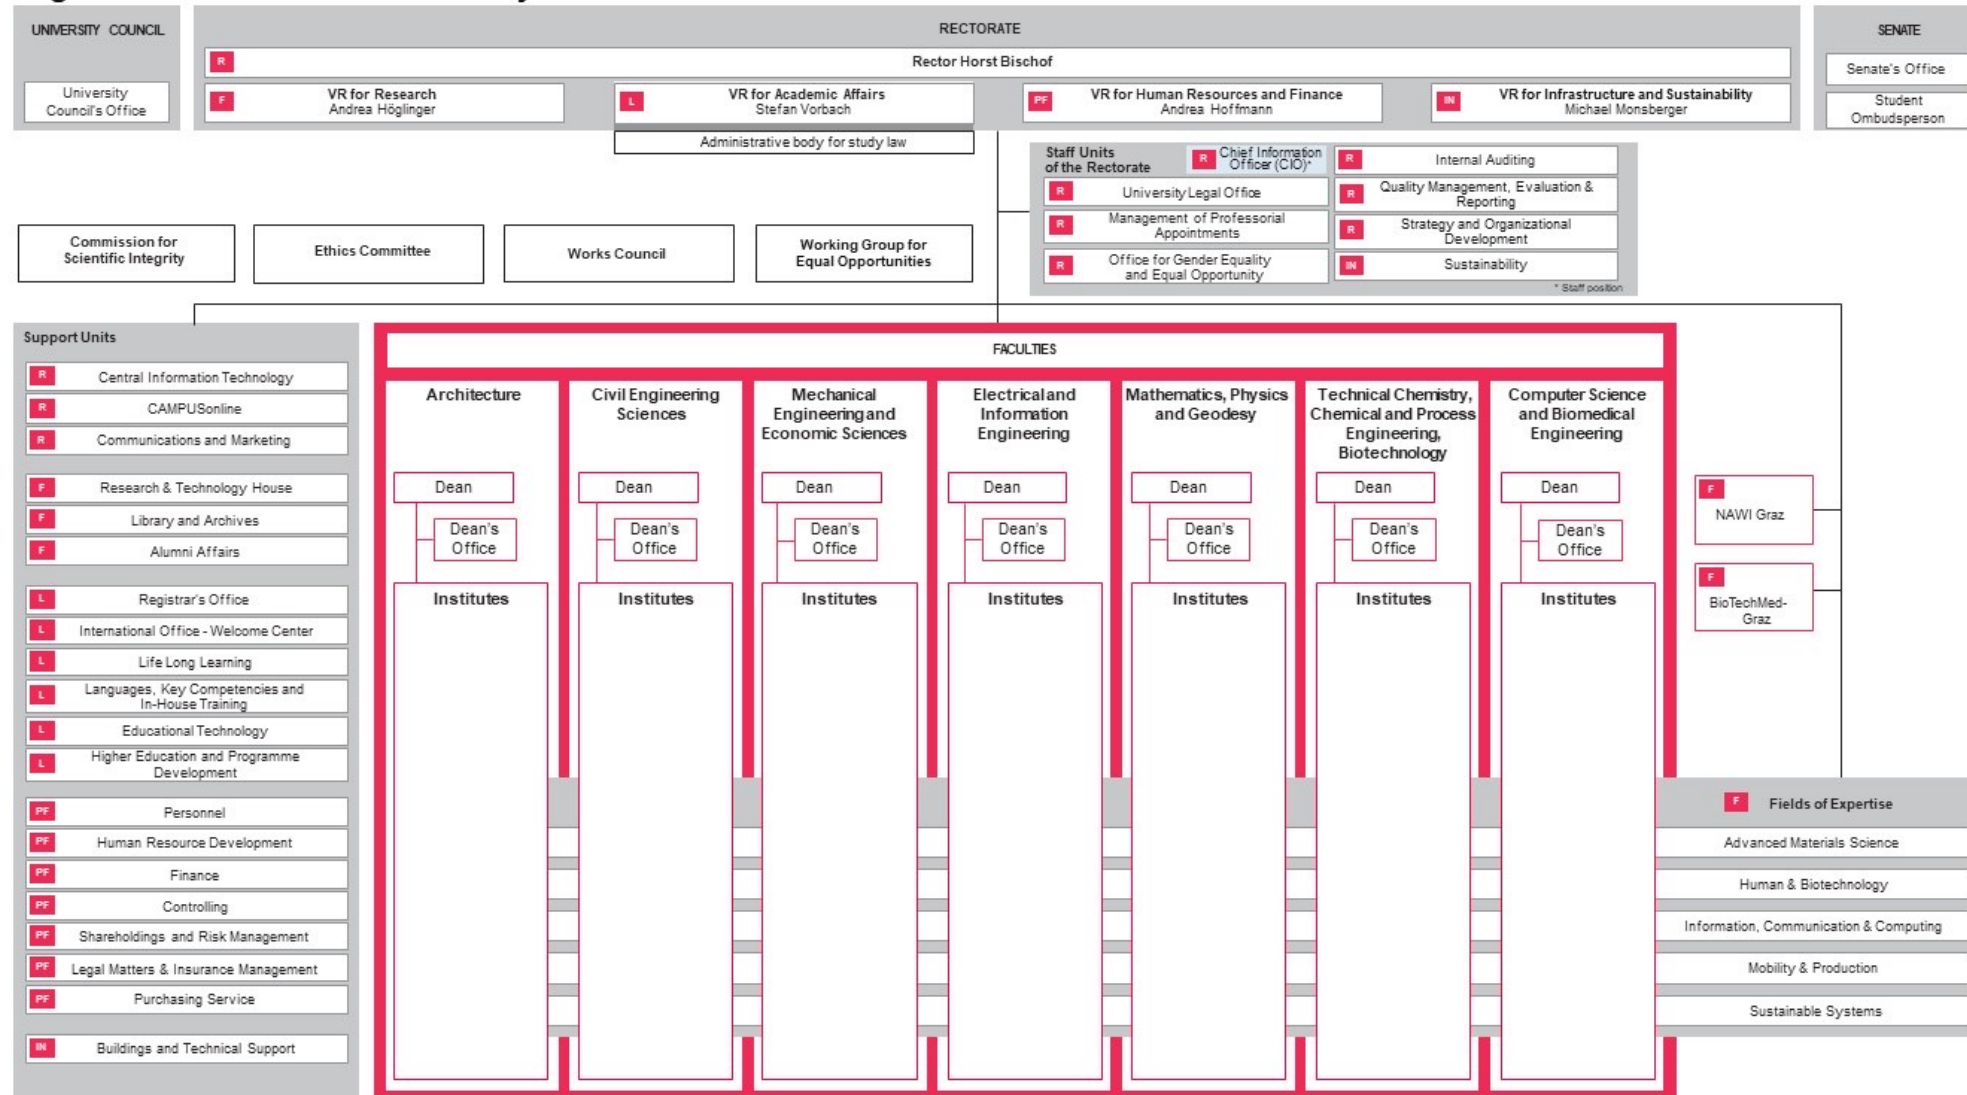 UNIVERSITY COUNCIL
University
Council's Office
RECTORATE
R
Rector Horst Bischof
F
VR for Research
Andrea Höglinger
L
VR for Academic Affairs
Stefan Vorbach
Administrative body for study law
PF
VR for Human Resources and Finance
Andrea Hoffmann
IN
VR for Infrastructure and Sustainability
Michael Monsberger
SENATE
Senate's Office
Student
Ombudsperson
Staff Units
of the Rectorate
R
Chief Information
Officer (CIO)*
R
University Legal Office
R
Management of Professorial
Appointments
R
Office for Gender Equality
and Equal Opportunity
R
Internal Auditing
R
Quality Management, Evaluation &
Reporting
R
Strategy and Organizational
Development
IN
Sustainability
* Staff position
Commission for
Scientific Integrity
Ethics Committee
Works Council
Working Group for
Equal Opportunities
Support Units
R
Central Information Technology
R
CAMPUSonline
R
Communications and Marketing
F
Research & Technology House
F
Library and Archives
F
Alumni Affairs
L
Registrar's Office
L
International Office - Welcome Center
L
Life Long Learning
L
Languages, Key Competencies and
In-House Training
L
Educational Technology
L
Higher Education and Programme
Development
PF
Personnel
PF
Human Resource Development
PF
Finance
PF
Controlling
PF
Shareholdings and Risk Management
PF
Legal Matters & Insurance Management
PF
Purchasing Service
IN
Buildings and Technical Support
FACULTIES
Architecture
Dean
Dean's
Office
Institutes
Civil Engineering
Sciences
Dean
Dean's
Office
Institutes
Mechanical
Engineering and
Economic Sciences
Dean
Dean's
Office
Institutes
Electrical and
Information
Engineering
Dean
Dean's
Office
Institutes
Mathematics, Physics
and Geodesy
Dean
Dean's
Office
Institutes
Technical Chemistry,
Chemical and Process
Engineering,
Biotechnology
Dean
Dean's
Office
Institutes
Computer Science
and Biomedical
Engineering
Dean
Dean's
Office
Institutes
F
NAWI Graz
F
BioTechMed-
Graz
F
Fields of Expertise
Advanced Materials Science
Human & Biotechnology
Information, Communication & Computing
Mobility & Production
Sustainable Systems